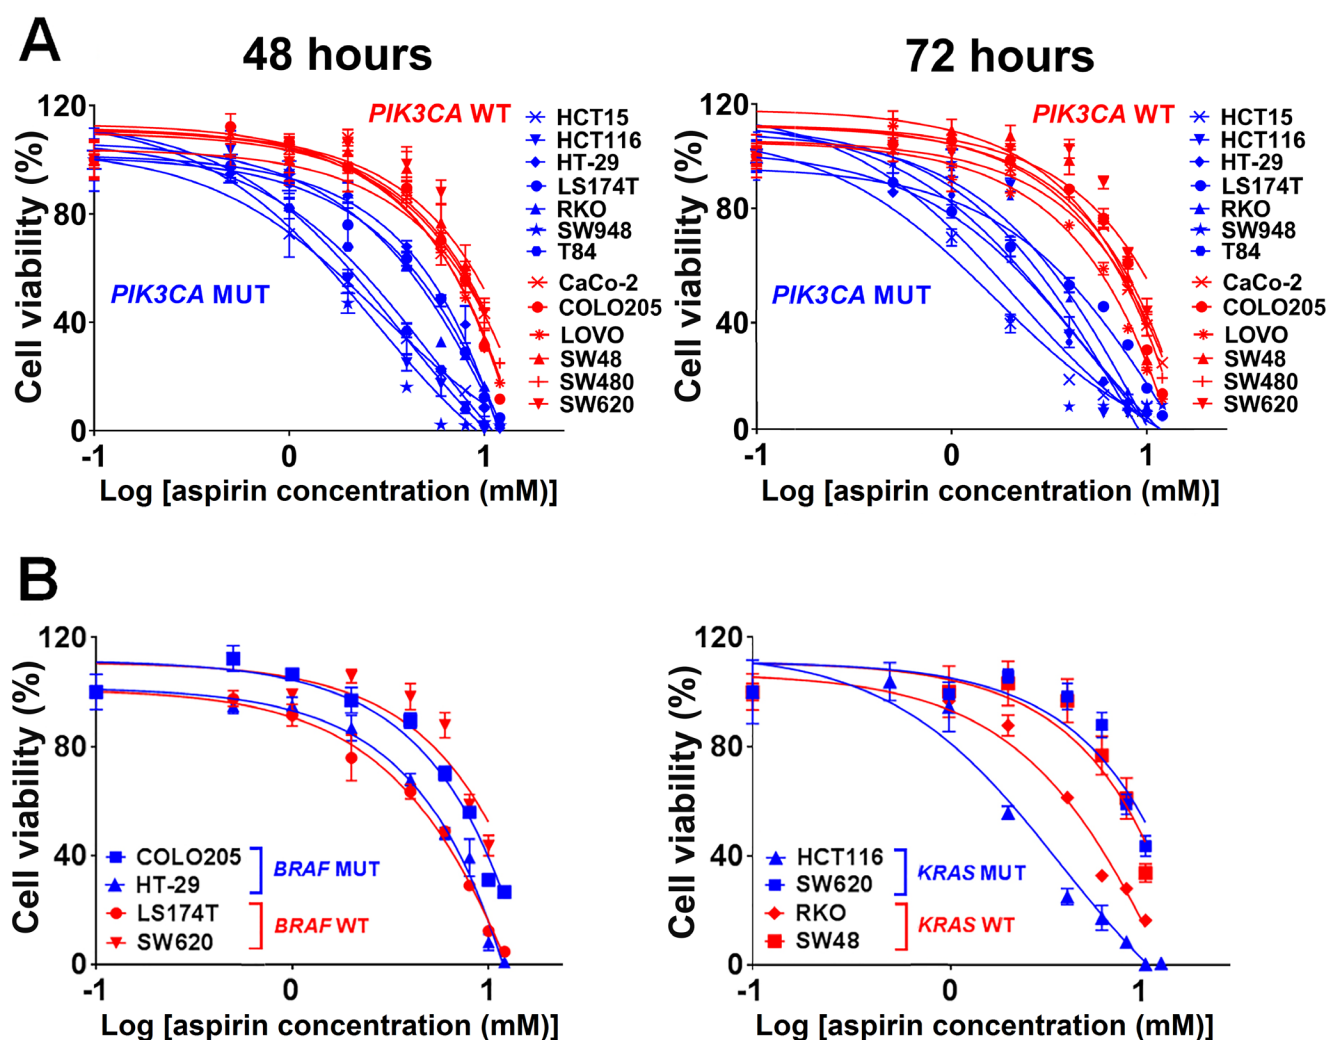 A
48 hours
72 hours
120
80
40
0
-1
0
1
Cell viability (%)
Log [aspirin concentration (mM)]
PIK3CA WT
PIK3CA MUT
HCT15
HCT116
HT-29
LS174T
RKO
SW948
T84
CaCo-2
COLO205
LOVO
SW48
SW480
SW620
120
80
40
0
-1
0
1
Cell viability (%)
Log [aspirin concentration (mM)]
PIK3CA WT
PIK3CA MUT
HCT15
HCT116
HT-29
LS174T
RKO
SW948
T84
CaCo-2
COLO205
LOVO
SW48
SW480
SW620
B
120
80
40
0
-1
0
1
Cell viability (%)
Log [aspirin concentration (mM)]
COLO205
HT-29
BRAF MUT
LS174T
SW620
BRAF WT
120
80
40
0
-1
0
1
Cell viability (%)
Log [aspirin concentration (mM)]
HCT116
SW620
KRAS MUT
RKO
SW48
KRAS WT